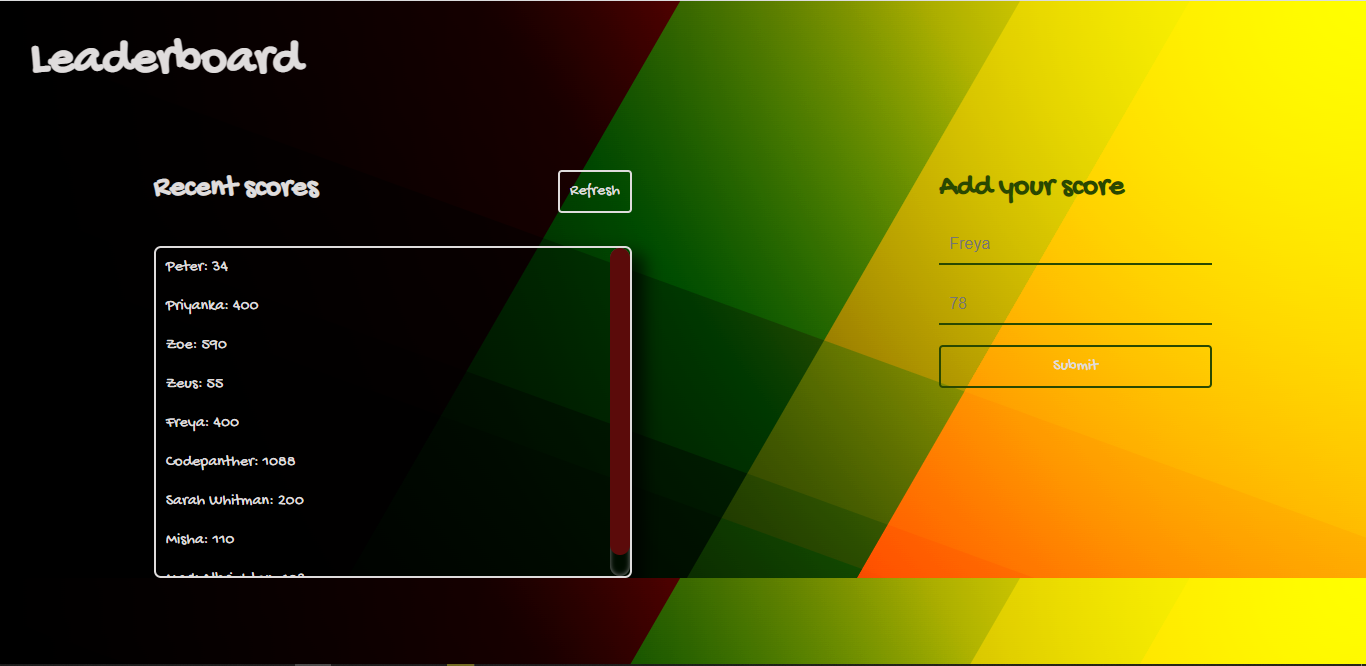 Leaderboard
Recent scores
Refresh
Peter: 34
Priyanka: 400
Zoe: 590
Zeus: 55
Freya: 400
Codepanther: 1088
Sarah Whitman: 200
Misha: 110
Add your score
Freya
78
Submit